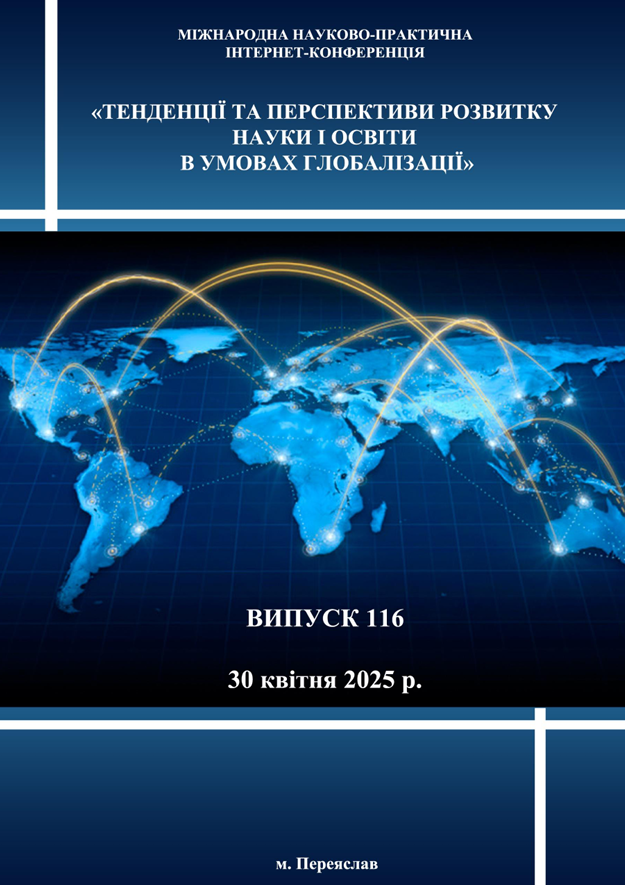 МІЖНАРОДНА НАУКОВО-ПРАКТИЧНА
ІНТЕРНЕТ-КОНФЕРЕНЦІЯ
«ТЕНДЕНЦІЇ ТА ПЕРСПЕКТИВИ РОЗВИТКУ
НАУКИ І ОСВІТИ
В УМОВАХ ГЛОБАЛІЗАЦІЇ»
ВИПУСК 116
30 квітня 2025 р.
м. Переяслав